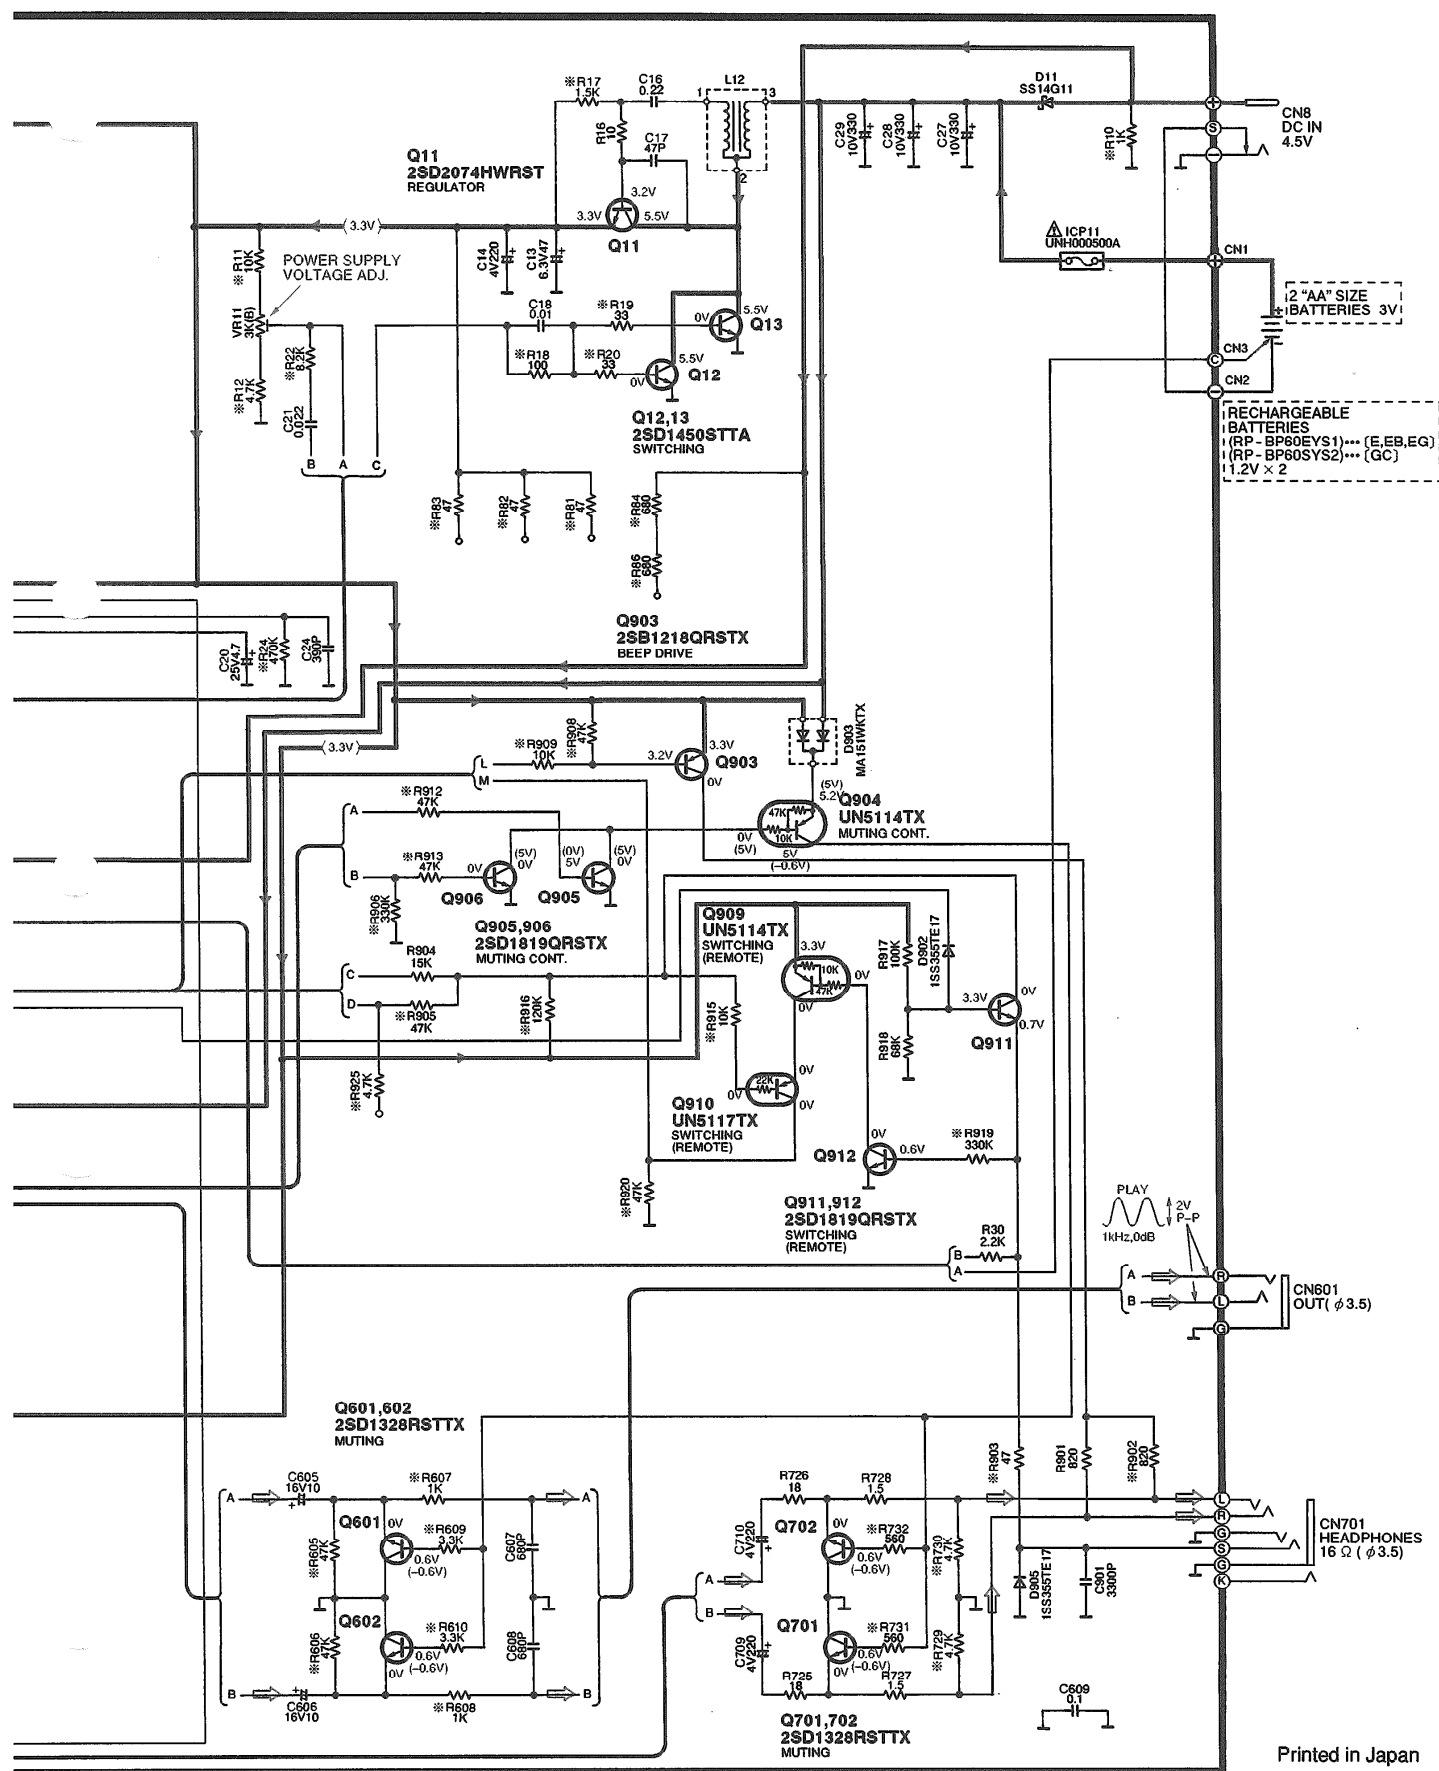 ※R17
1.5K
C16
0.22
L12
1
3
2
D11
SS14G11
CN8
DC IN
4.5V
+
S
−
R16
10
C17
47P
C29
10V330
C28
10V330
C27
10V330
※R10
1K
Q11
2SD2074HWRST
REGULATOR
3.2V
3.3V
5.5V
Q11
(3.3V)
C14
4V220
C13
6.3V47
⚠ ICP11
UNH000500A
CN1
+
※R11
10K
POWER SUPPLY
VOLTAGE ADJ.
VR11
3K(B)
※R22
8.2K
※R12
4.7K
C21
0.022
B A C
C18
0.01
※R19
33
※R18
100
※R20
33
0V
5.5V
Q13
5.5V
0V
Q12
2 "AA" SIZE
BATTERIES 3V
CN3
C
CN2
−
Q12,13
2SD1450STTA
SWITCHING
RECHARGEABLE
BATTERIES
(RP-BP60EYS1)••• [E,EB,EG]
(RP-BP60SYS2)••• [GC]
1.2V × 2
※R83
47
※R82
47
※R81
47
※R84
680
※R86
680
Q903
2SB1218QRSTX
BEEP DRIVE
C20
25V4.7
※R24
470K
C24
390P
(3.3V)
※R909
10K
※R908
47K
L
M
3.2V
3.3V
Q903
0V
D903
MA151WKTX
(5V)
5.2V
Q904
UN5114TX
MUTING CONT.
47K
10K
0V
(5V)
5V
(−0.6V)
A
※R912
47K
B
※R913
47K
※R906
330K
0V
(5V)
0V
Q906
(0V)
5V
(5V)
0V
Q905
Q905,906
2SD1819QRSTX
MUTING CONT.
Q909
UN5114TX
SWITCHING
(REMOTE)
3.3V
10K
47K
0V
0V
R917
100K
D902
1SS355TE17
3.3V
0V
0.7V
Q911
R918
68K
C
R904
15K
D
※R905
47K
※R916
120K
※R915
10K
※R925
4.7K
22K
0V
0V
0V
Q910
UN5117TX
SWITCHING
(REMOTE)
0V
0.6V
Q912
※R919
330K
※R920
47K
Q911,912
2SD1819QRSTX
SWITCHING
(REMOTE)
R30
2.2K
B
A
PLAY
2V
P-P
1kHz,0dB
A
B
R
L
G
CN601
OUT( φ3.5)
Q601,602
2SD1328RSTTX
MUTING
A
C605
16V10
※R607
1K
A
※R605
47K
Q601
0V
※R609
3.3K
0.6V
(−0.6V)
C607
680P
Q602
※R606
47K
※R610
3.3K
0.6V
(−0.6V)
0V
C608
680P
B
C606
16V10
※R608
1K
B
R726
18
R728
1.5
C710
4V220
Q702
0V
※R732
560
0.6V
(−0.6V)
※R730
4.7K
A
B
Q701
C709
4V220
※R731
560
0.6V
(−0.6V)
0V
※R729
4.7K
R725
18
R727
1.5
Q701,702
2SD1328RSTTX
MUTING
※R903
47
R901
820
※R902
820
D905
1SS355TE17
C901
3300P
L
R
G
S
G
K
CN701
HEADPHONES
16 Ω ( φ3.5)
C609
0.1
Printed in Japan